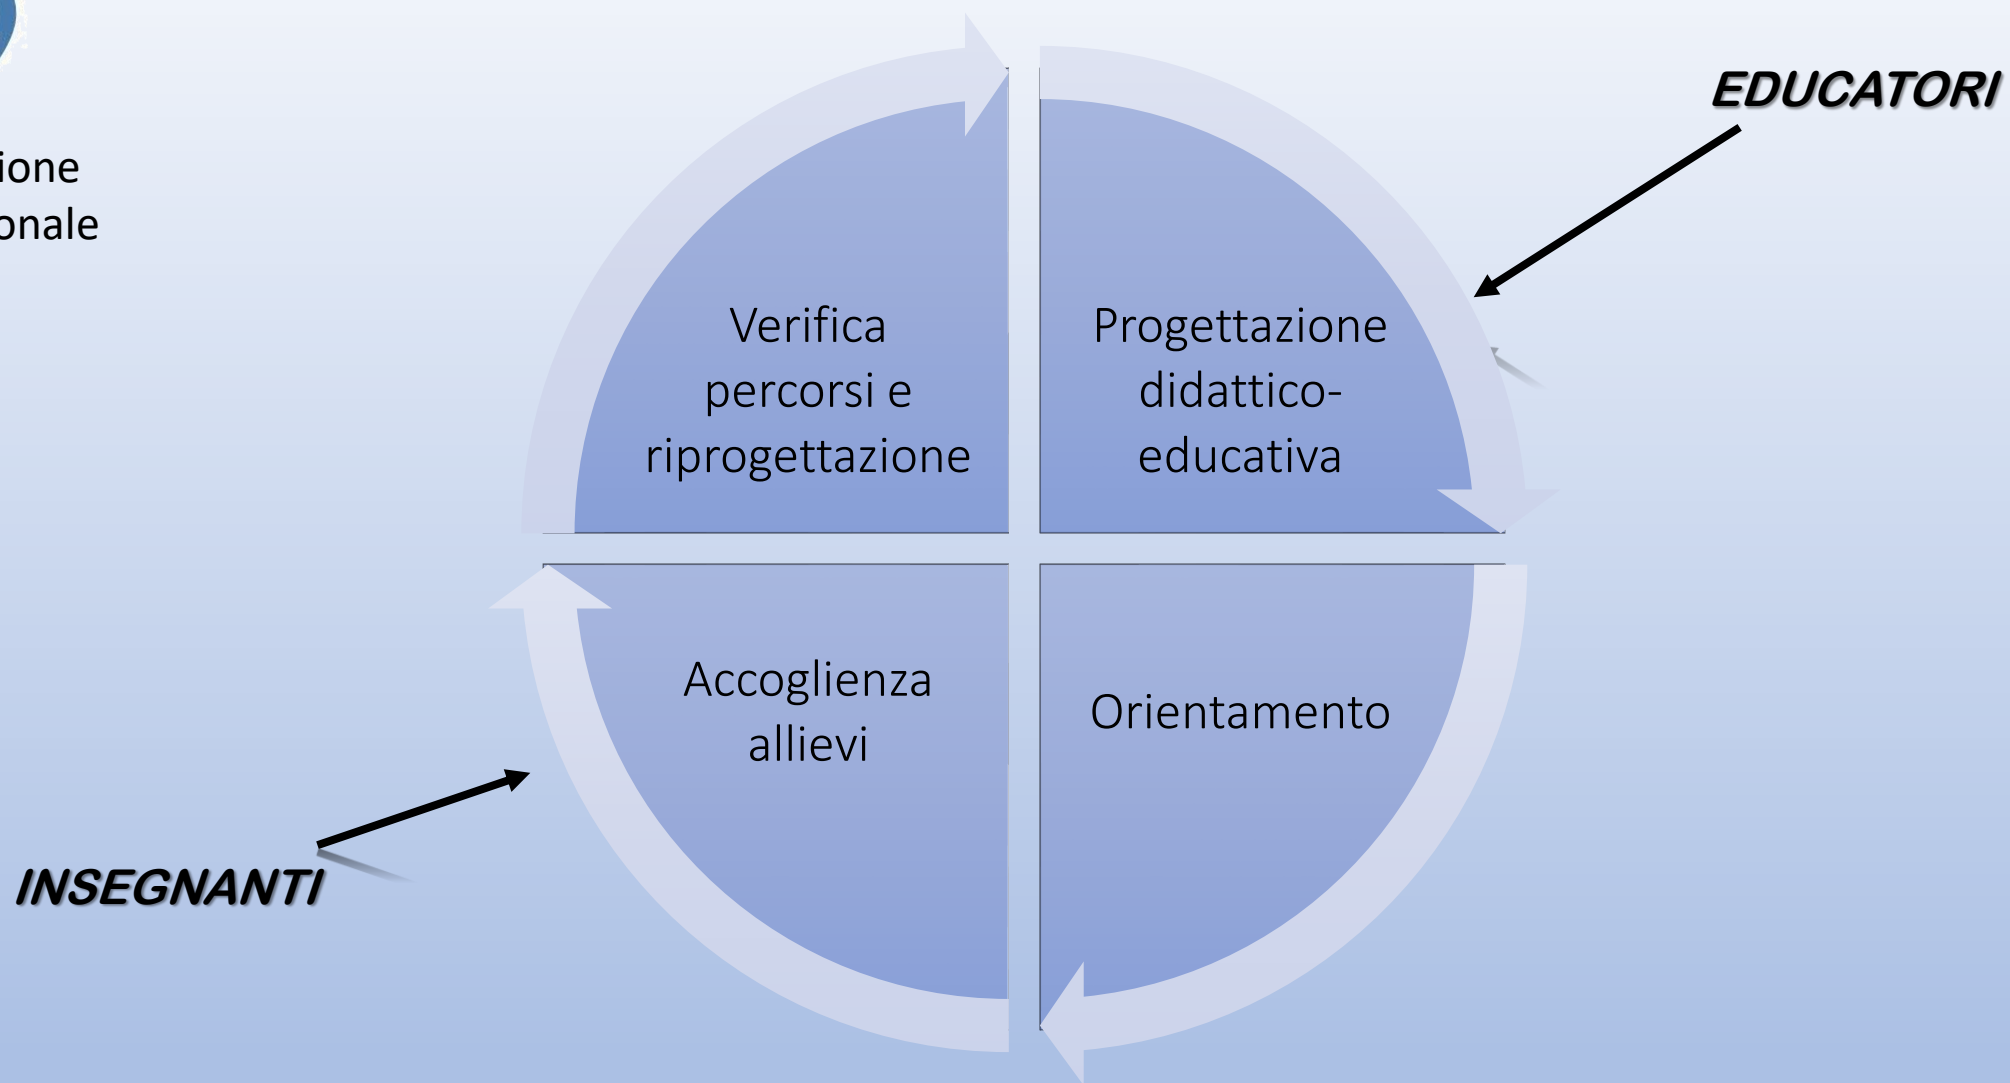 EDUCATORI
ione
onale
Verifica
percorsi e
riprogettazione
Progettazione
didattico-
educativa
Accoglienza
allievi
Orientamento
INSEGNANTI